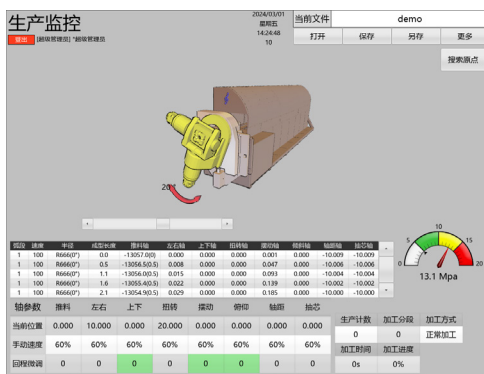 生产监控
登出 [超级管理员] *超级管理员
2024/03/01
星期五
14:24:48
10
当前文件 demo
打开 保存 另存 更多
搜索原点
20°
弧段 速度 半径 成型长度 推料轴 左右轴 上下轴 扭转轴 摆动轴 倾斜轴 轴距轴 抽芯轴
1 100 R666(0°) 0.0 -13057.0(0) 0.000 0.000 0.000 0.001 0.000 -10.009 -10.009
1 100 R666(0°) 0.5 -13056.5(0.5) 0.008 0.000 0.000 0.047 0.000 -10.006 -10.006
1 100 R666(0°) 1.1 -13056.0(0.5) 0.015 0.000 0.000 0.093 0.000 -10.004 -10.004
1 100 R666(0°) 1.6 -13055.4(0.5) 0.022 0.000 0.000 0.139 0.000 -10.002 -10.002
1 100 R666(0°) 2.1 -13054.9(0.5) 0.029 0.000 0.000 0.185 0.000 -10.000 -10.000
0 5 10 15 20
13.1 Mpa
轴参数 推料 左右 上下 扭转 摆动 俯仰 轴距 抽芯
当前位置 0.000 10.000 0.000 20.000 0.000 0.000 0.000 0.000
手动速度 60% 60% 60% 60% 60% 60% 60% 60%
回程微调 0 0 0 0 0 0 0 0
生产计数 加工分段 加工方式
0 0 正常加工
加工时间 加工进度
0s 0%